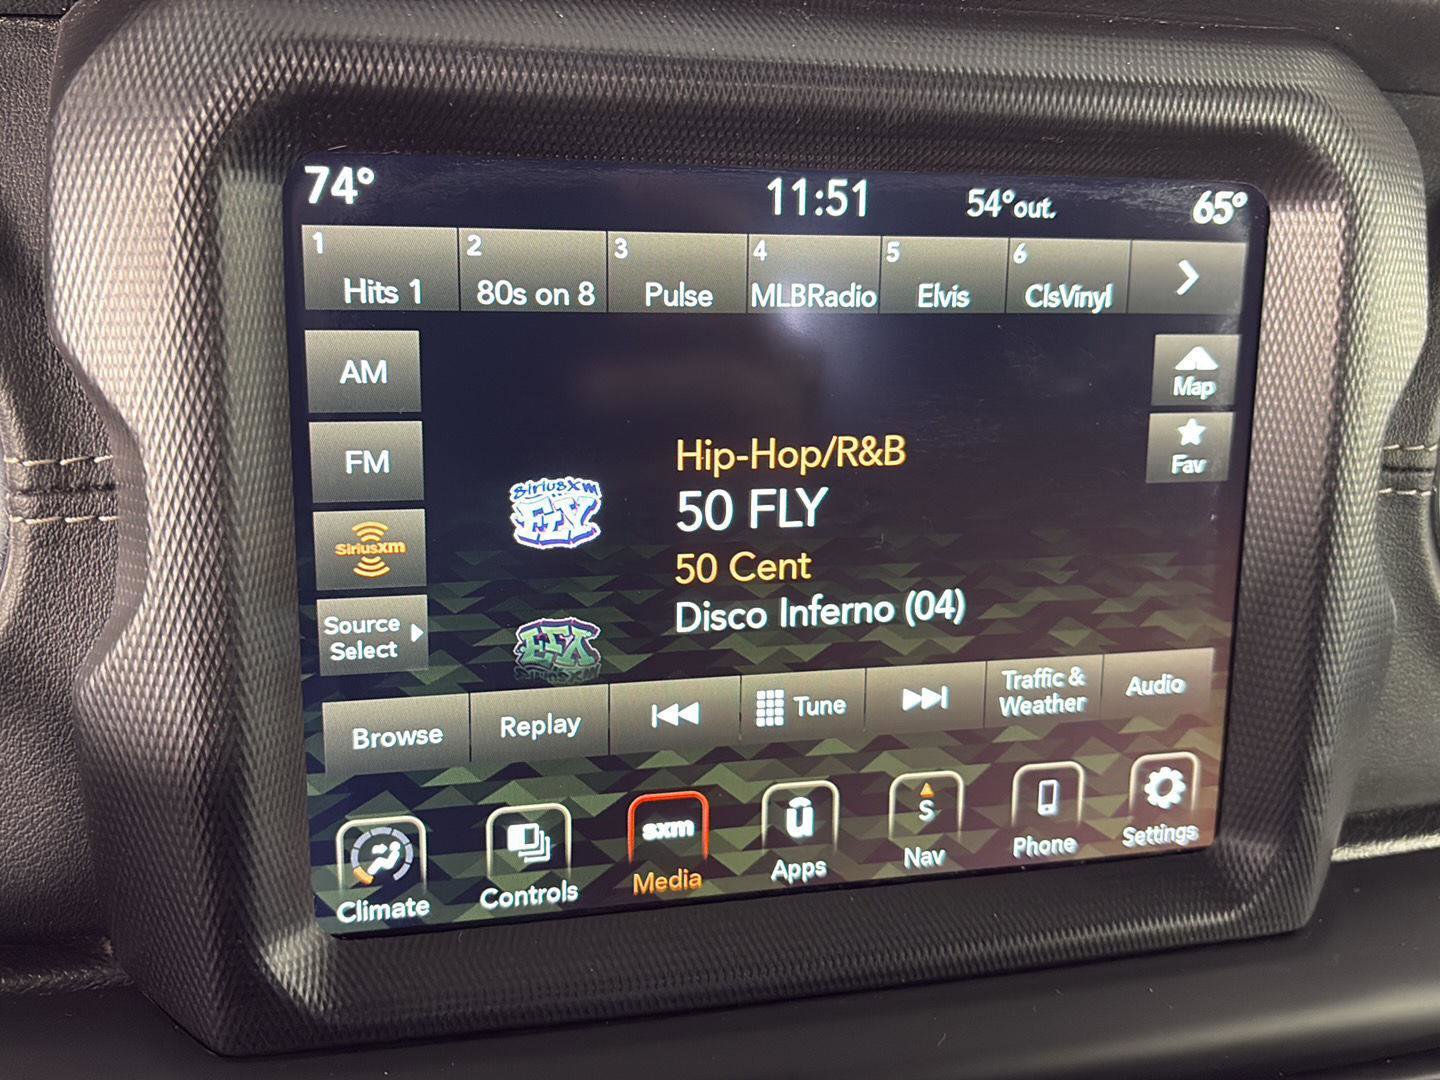 74° 11:51 54°out. 65°
1 2 3 4 5 6
Hits 1 80s on 8 Pulse MLBRadio Elvis ClsVinyl
AM
Map
FM
Fav
Hip-Hop/R&B
siriusxm
FLY
50 FLY
SiriusXm
50 Cent
Disco Inferno (04)
Source
Select
Browse Replay Tune
Traffic &
Weather
Audio
sxm
û
S
Climate Controls Media Apps Nav Phone Settings